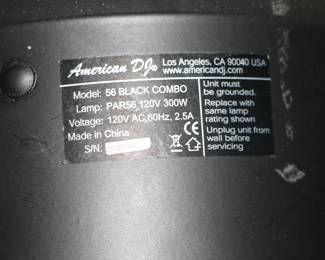 American DJ® Los Angeles, CA 90040 USA
www.americandj.com
Model: 56 BLACK COMBO
Lamp: PAR56 120V 300W
Voltage: 120V AC,60Hz, 2.5A
Made in China
S/N:
CE
Unit must
be grounded.
Replace with
same lamp
rating shown
Unplug unit from
wall before
servicing